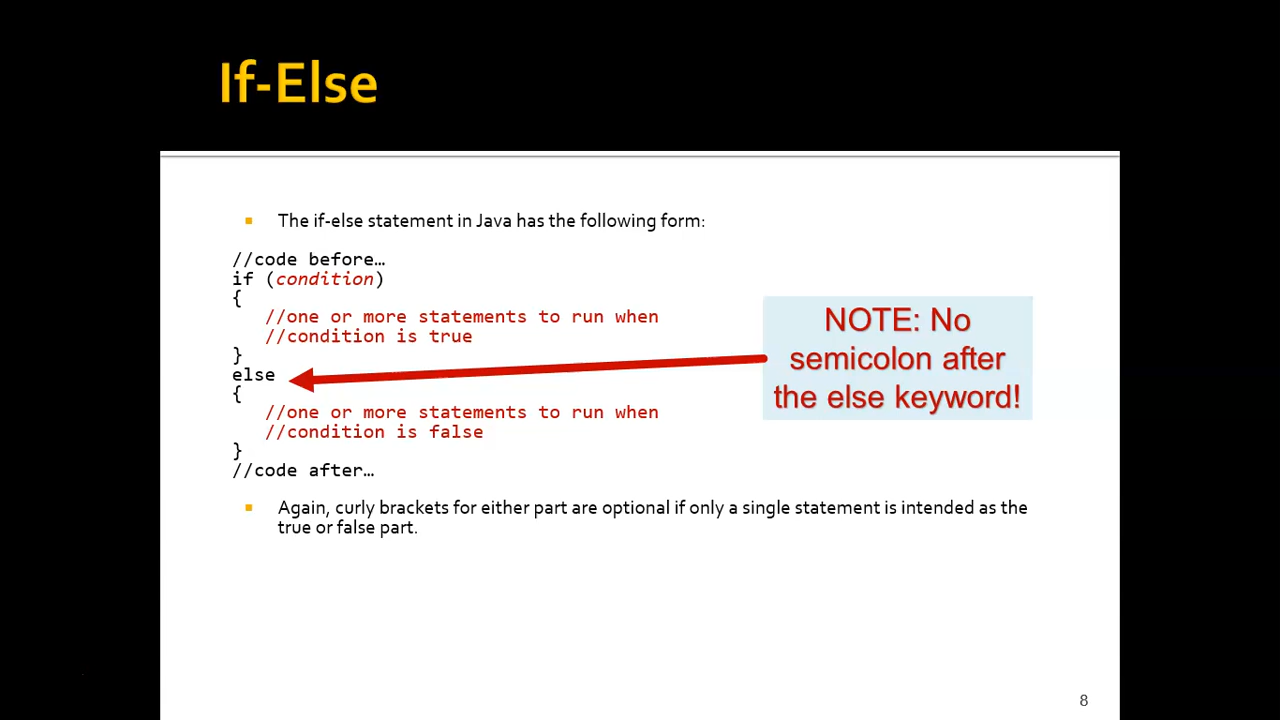 If-Else
The if-else statement in Java has the following form:
//code before…
if (condition)
{
//one or more statements to run when
//condition is true
}
else
{
//one or more statements to run when
//condition is false
}
//code after…
NOTE: No
semicolon after
the else keyword!
Again, curly brackets for either part are optional if only a single statement is intended as the
true or false part.
8